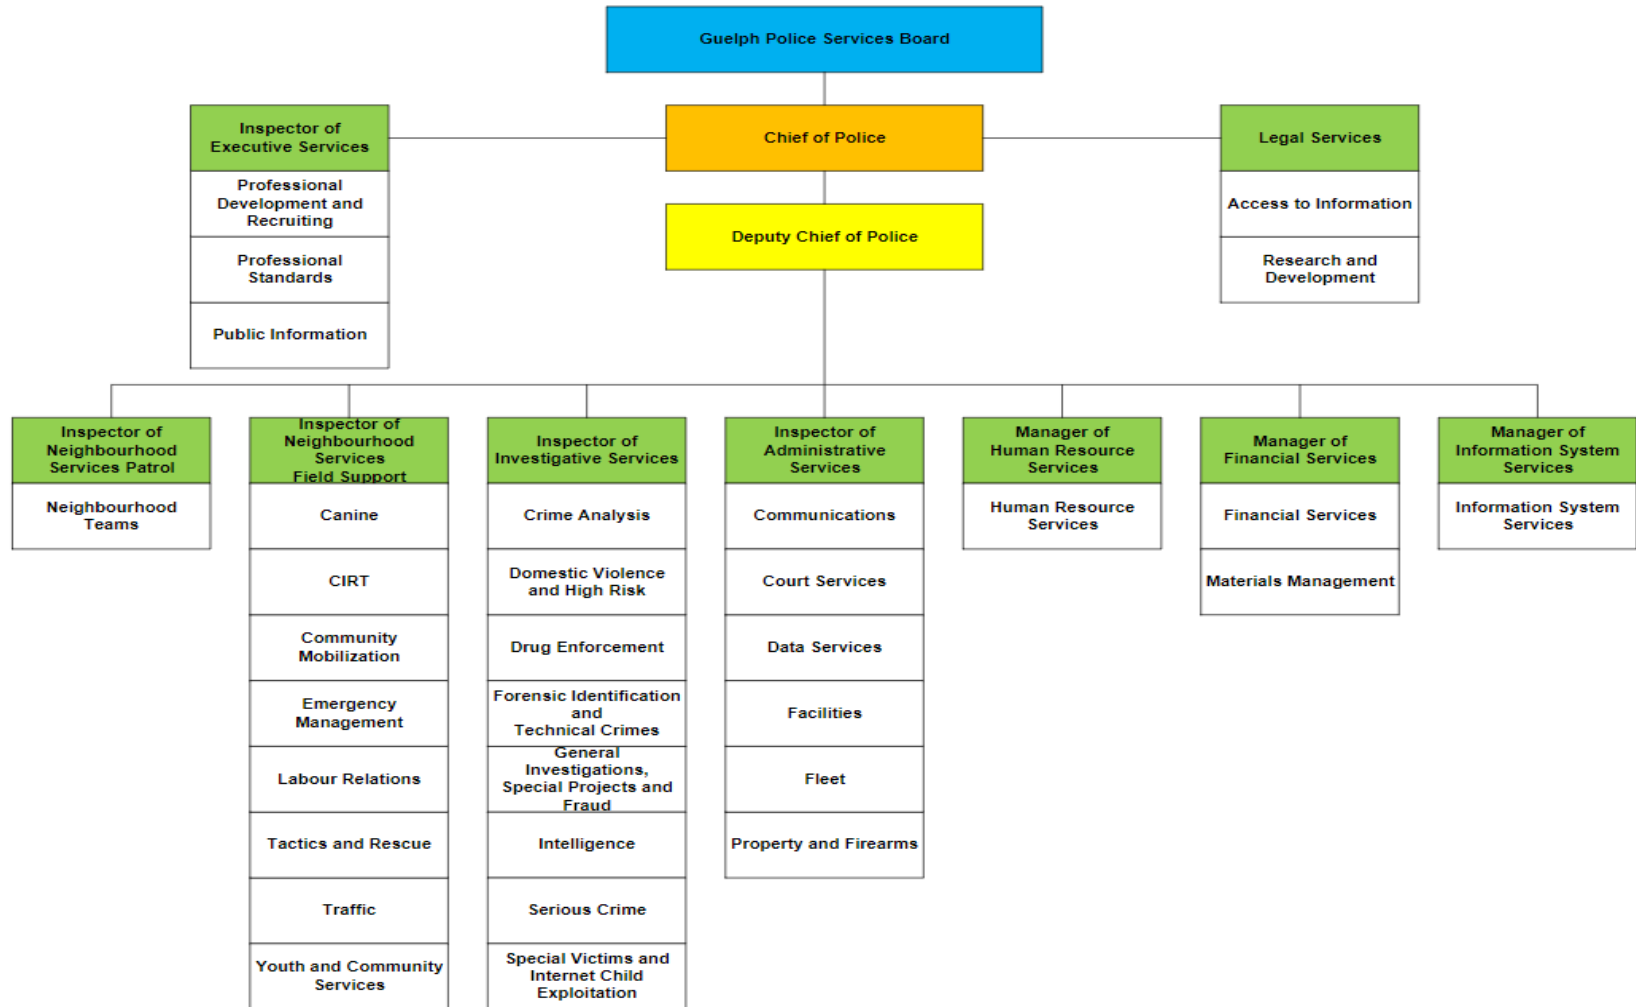 Guelph Police Services Board
Inspector of
Executive Services
Chief of Police
Legal Services
Professional
Development and
Recruiting
Access to Information
Deputy Chief of Police
Professional
Standards
Research and
Development
Public Information
Inspector of
Neighbourhood
Services Patrol
Neighbourhood
Teams
Inspector of
Neighbourhood
Services
Field Support
Canine
CIRT
Community
Mobilization
Emergency
Management
Labour Relations
Tactics and Rescue
Traffic
Youth and Community
Services
Inspector of
Investigative Services
Crime Analysis
Domestic Violence
and High Risk
Drug Enforcement
Forensic Identification
and
Technical Crimes
General
Investigations,
Special Projects and
Fraud
Intelligence
Serious Crime
Special Victims and
Internet Child
Exploitation
Inspector of
Administrative
Services
Communications
Court Services
Data Services
Facilities
Fleet
Property and Firearms
Manager of
Human Resource
Services
Human Resource
Services
Manager of
Financial Services
Financial Services
Materials Management
Manager of
Information System
Services
Information System
Services